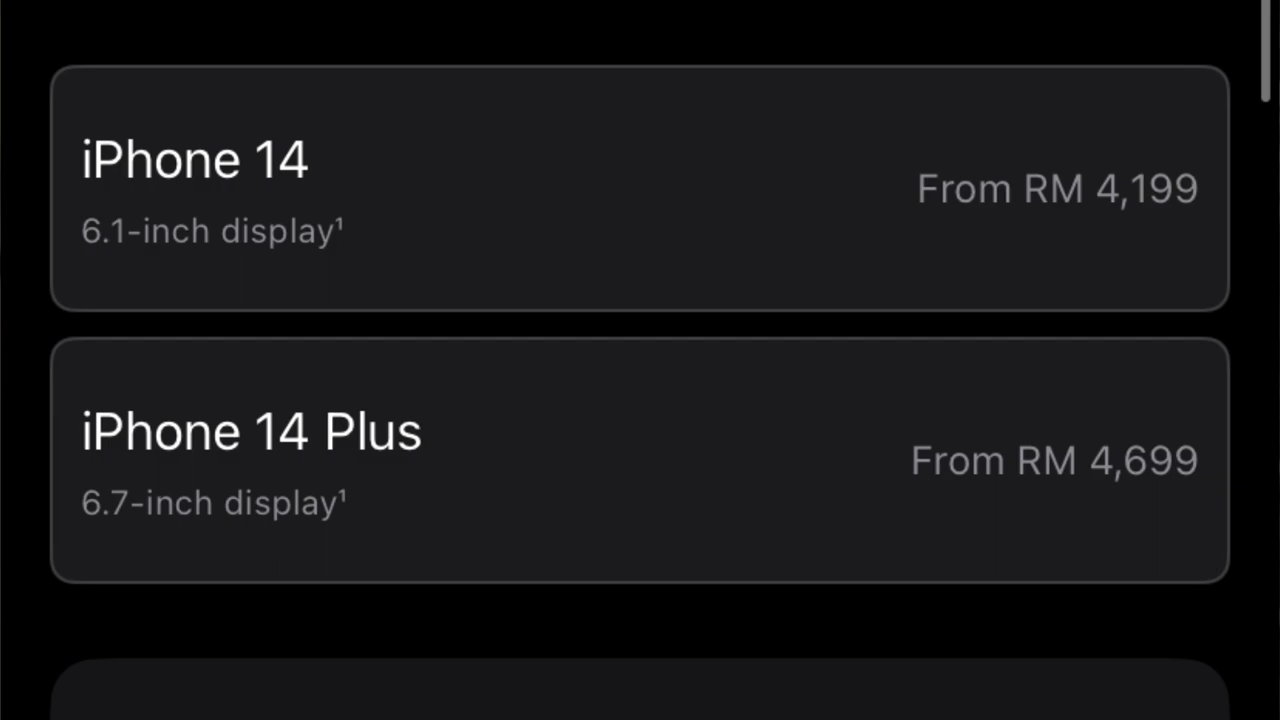 iPhone 14
6.1-inch display¹
From RM 4,199
iPhone 14 Plus
6.7-inch display¹
From RM 4,699